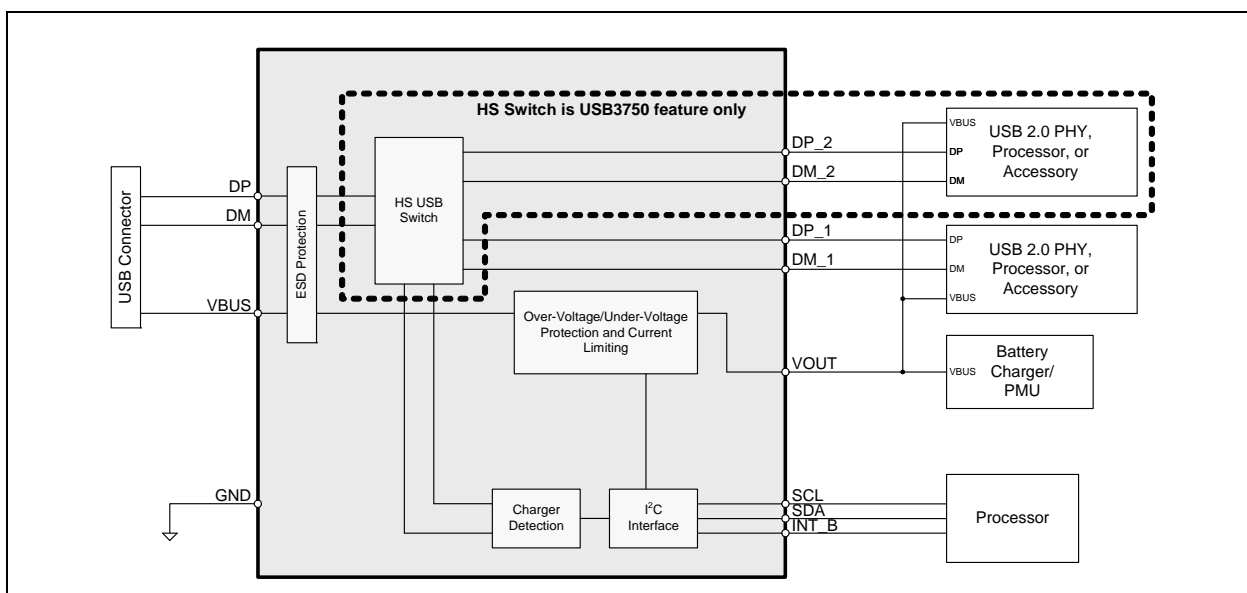 HS Switch is USB3750 feature only
USB Connector
DP
DM
VBUS
GND
ESD Protection
HS USB
Switch
DP_2
DM_2
DP_1
DM_1
VBUS
DP
DM
USB 2.0 PHY,
Processor, or
Accessory
DP
DM
VBUS
USB 2.0 PHY,
Processor, or
Accessory
Over-Voltage/Under-Voltage
Protection and Current
Limiting
VOUT
VBUS
Battery
Charger/
PMU
Charger
Detection
I²C
Interface
SCL
SDA
INT_B
Processor